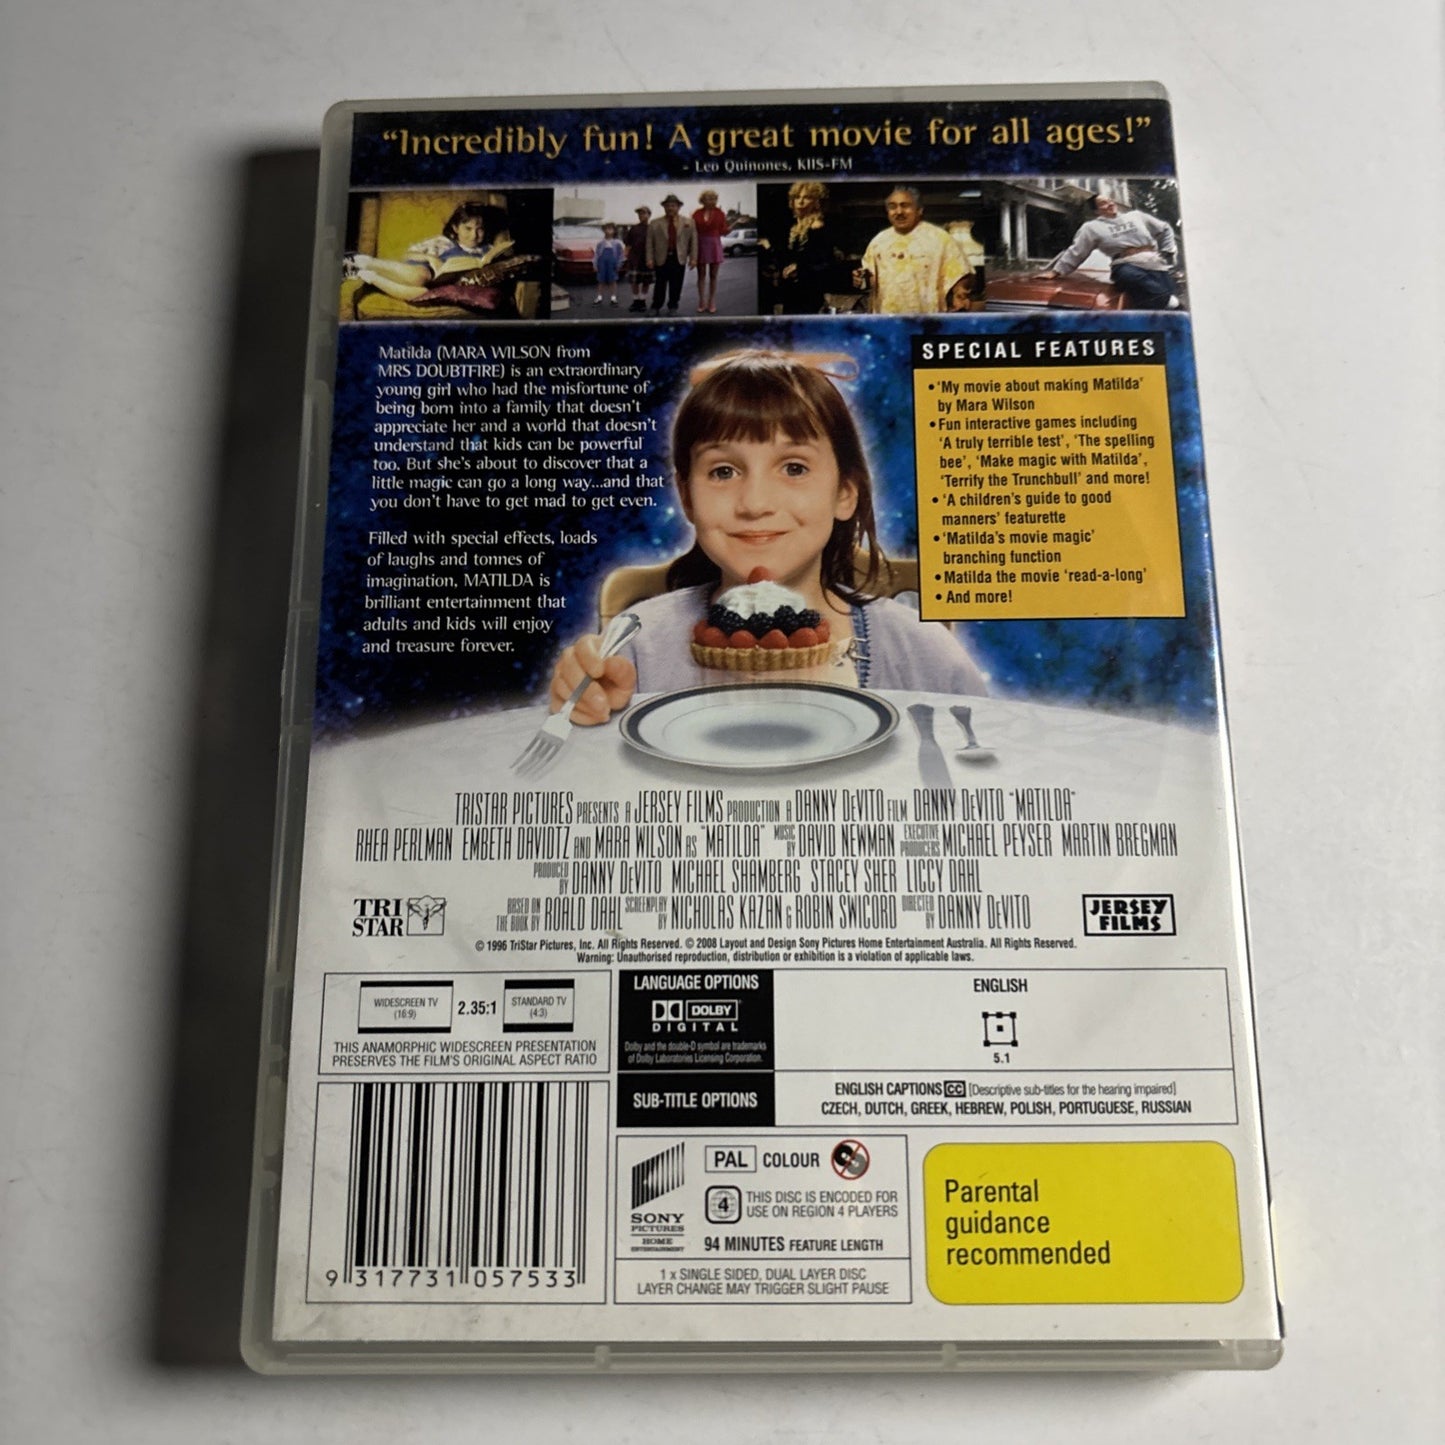 "Incredibly fun! A great movie for all ages!"
- Leo Quinones, KIIS-FM
1972
Matilda (MARA WILSON from
MRS DOUBTFIRE) is an extraordinary
young girl who had the misfortune of
being born into a family that doesn't
appreciate her and a world that doesn't
understand that kids can be powerful
too. But she's about to discover that a
little magic can go a long way...and that
you don't have to get mad to get even.
Filled with special effects, loads
of laughs and tonnes of
imagination, MATILDA is
brilliant entertainment that
adults and kids will enjoy
and treasure forever.
SPECIAL FEATURES
• 'My movie about making Matilda'
by Mara Wilson
• Fun interactive games including
'A truly terrible test', 'The spelling
bee', 'Make magic with Matilda',
'Terrify the Trunchbull' and more!
• 'A children's guide to good
manners' featurette
• 'Matilda's movie magic'
branching function
• Matilda the movie 'read-a-long'
• And more!
TRISTAR PICTURES PRESENTS A JERSEY FILMS PRODUCTION A DANNY DeVITO FILM DANNY DeVITO "MATILDA"
RHEA PERLMAN EMBETH DAVIDTZ AND MARA WILSON AS "MATILDA" MUSIC BY DAVID NEWMAN EXECUTIVE PRODUCERS MICHAEL PEYSER MARTIN BREGMAN
PRODUCED BY DANNY DeVITO MICHAEL SHAMBERG STACEY SHER LICCY DAHL
BASED ON THE BOOK BY ROALD DAHL SCREENPLAY BY NICHOLAS KAZAN & ROBIN SWICORD DIRECTED BY DANNY DeVITO
TRI
STAR
JERSEY
FILMS
© 1996 TriStar Pictures, Inc. All Rights Reserved. © 2008 Layout and Design Sony Pictures Home Entertainment Australia. All Rights Reserved.
Warning: Unauthorised reproduction, distribution or exhibition is a violation of applicable laws.
WIDESCREEN TV
(16:9)
2.35:1
STANDARD TV
(4:3)
THIS ANAMORPHIC WIDESCREEN PRESENTATION
PRESERVES THE FILM'S ORIGINAL ASPECT RATIO
LANGUAGE OPTIONS
DOLBY
DIGITAL
Dolby and the double-D symbol are trademarks
of Dolby Laboratories Licensing Corporation.
ENGLISH
5.1
SUB-TITLE OPTIONS
ENGLISH CAPTIONS CC [Descriptive sub-titles for the hearing impaired]
CZECH, DUTCH, GREEK, HEBREW, POLISH, PORTUGUESE, RUSSIAN
9 317731 057533
SONY
PICTURES
HOME
ENTERTAINMENT
PAL COLOUR
4
THIS DISC IS ENCODED FOR
USE ON REGION 4 PLAYERS
94 MINUTES FEATURE LENGTH
1 x SINGLE SIDED, DUAL LAYER DISC
LAYER CHANGE MAY TRIGGER SLIGHT PAUSE
Parental
guidance
recommended